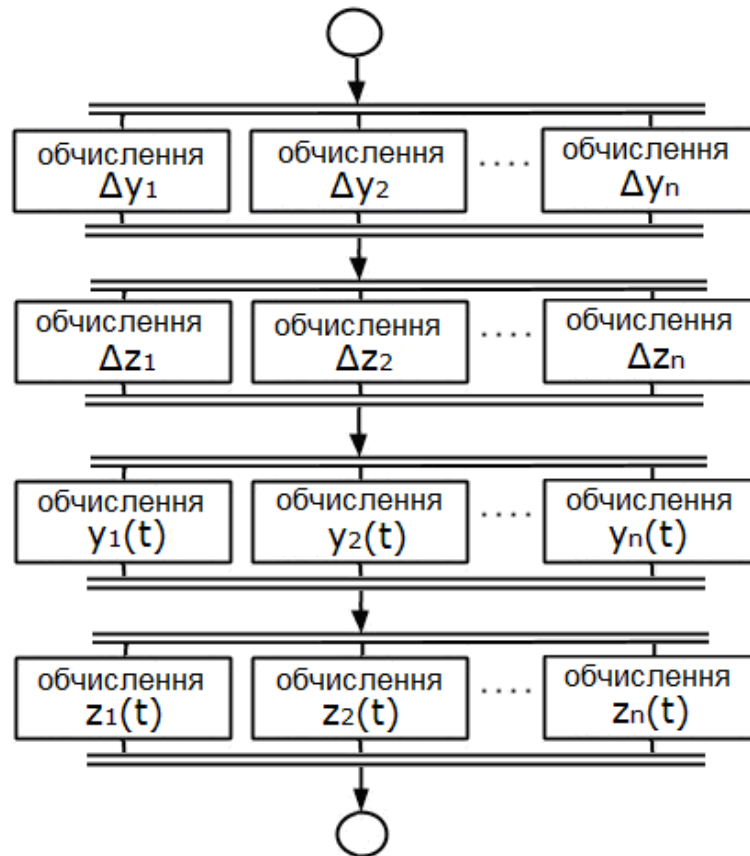 обчислення
Δy1
обчислення
Δy2
....
обчислення
Δyn
обчислення
Δz1
обчислення
Δz2
....
обчислення
Δzn
обчислення
y1(t)
обчислення
y2(t)
....
обчислення
yn(t)
обчислення
z1(t)
обчислення
z2(t)
....
обчислення
zn(t)